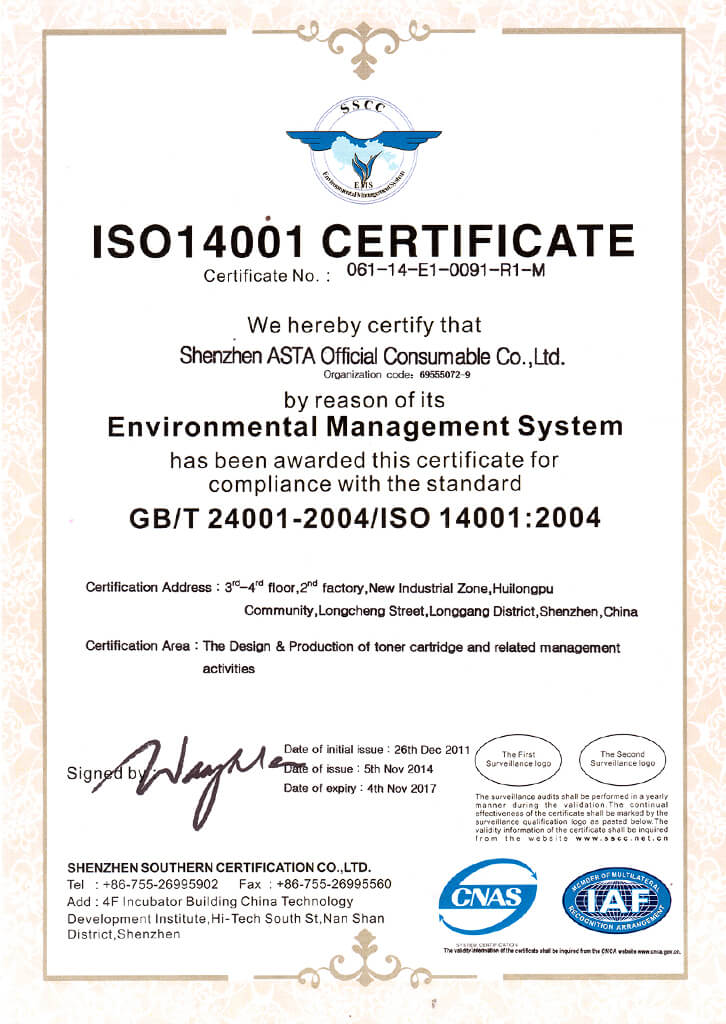 SSCC
EMS
Environmental Management System
ISO14001 CERTIFICATE
Certificate No. : 061-14-E1-0091-R1-M
We hereby certify that
Shenzhen ASTA Official Consumable Co.,Ltd.
Organization code: 69555072-9
by reason of its
Environmental Management System
has been awarded this certificate for
compliance with the standard
GB/T 24001-2004/ISO 14001:2004
Certification Address : 3rd-4rd floor,2nd factory,New Industrial Zone,Huilongpu
Community,Longcheng Street,Longgang District,Shenzhen,China
Certification Area : The Design & Production of toner cartridge and related management
activities
Signed by:
Date of initial issue : 26th Dec 2011
Date of issue : 5th Nov 2014
Date of expiry : 4th Nov 2017
The First
Surveillance logo
The Second
Surveillance logo
The surveillance audits shall be performed in a yearly
manner during the validation.The continual
effectiveness of the certificate shall be marked by the
surveillance qualification logo as pasted below.The
validity information of the certificate shall be inquired
from the website www.sscc.net.cn
SHENZHEN SOUTHERN CERTIFICATION CO.,LTD.
Tel : +86-755-26995902 Fax : +86-755-26995560
Add : 4F Incubator Building China Technology
Development Institute,Hi-Tech South St,Nan Shan
District,Shenzhen
CNAS
SYSTEM CERTIFICATION
MEMBER OF MULTILATERAL
IAF
RECOGNITION ARRANGEMENT
The validity information of the certificate shall be inquired from the CNCA website www.cnca.gov.cn.